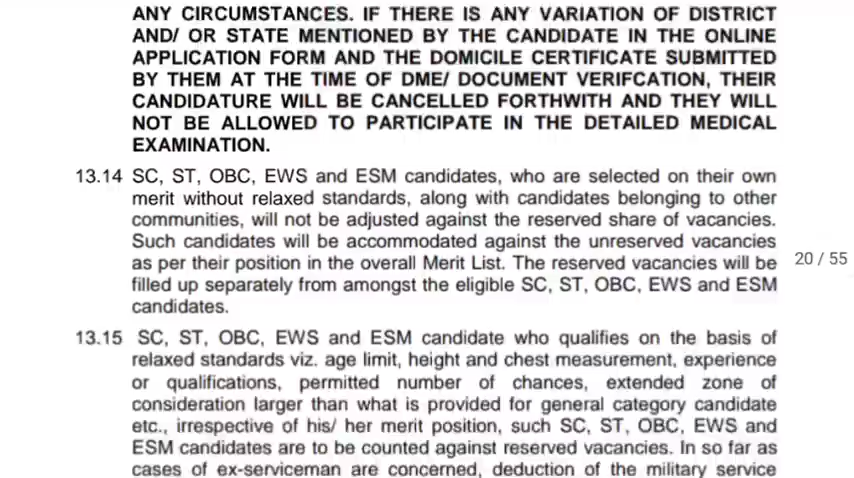 ANY CIRCUMSTANCES. IF THERE IS ANY VARIATION OF DISTRICT
AND/ OR STATE MENTIONED BY THE CANDIDATE IN THE ONLINE
APPLICATION FORM AND THE DOMICILE CERTIFICATE SUBMITTED
BY THEM AT THE TIME OF DME/ DOCUMENT VERIFCATION, THEIR
CANDIDATURE WILL BE CANCELLED FORTHWITH AND THEY WILL
NOT BE ALLOWED TO PARTICIPATE IN THE DETAILED MEDICAL
EXAMINATION.
13.14 SC, ST, OBC, EWS and ESM candidates, who are selected on their own
merit without relaxed standards, along with candidates belonging to other
communities, will not be adjusted against the reserved share of vacancies.
Such candidates will be accommodated against the unreserved vacancies
as per their position in the overall Merit List. The reserved vacancies will be
20 / 55
filled up separately from amongst the eligible SC, ST, OBC, EWS and ESM
candidates.
13.15 SC, ST, OBC, EWS and ESM candidate who qualifies on the basis of
relaxed standards viz. age limit, height and chest measurement, experience
or qualifications, permitted number of chances, extended zone of
consideration larger than what is provided for general category candidate
etc., irrespective of his/ her merit position, such SC, ST, OBC, EWS and
ESM candidates are to be counted against reserved vacancies. In so far as
cases of ex-serviceman are concerned, deduction of the military service